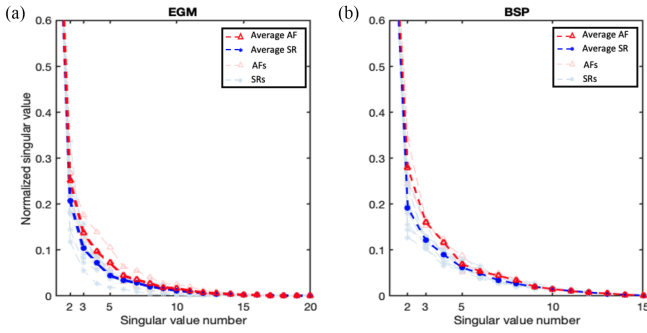 (a)
EGM
Normalized singular value
0.6
0.5
0.4
0.3
0.2
0.1
0
2 3 5 10 15 20
Singular value number
Average AF
Average SR
AFs
SRs
(b)
BSP
0.6
0.5
0.4
0.3
0.2
0.1
0
2 3 5 10 15
Singular value number
Average AF
Average SR
AFs
SRs